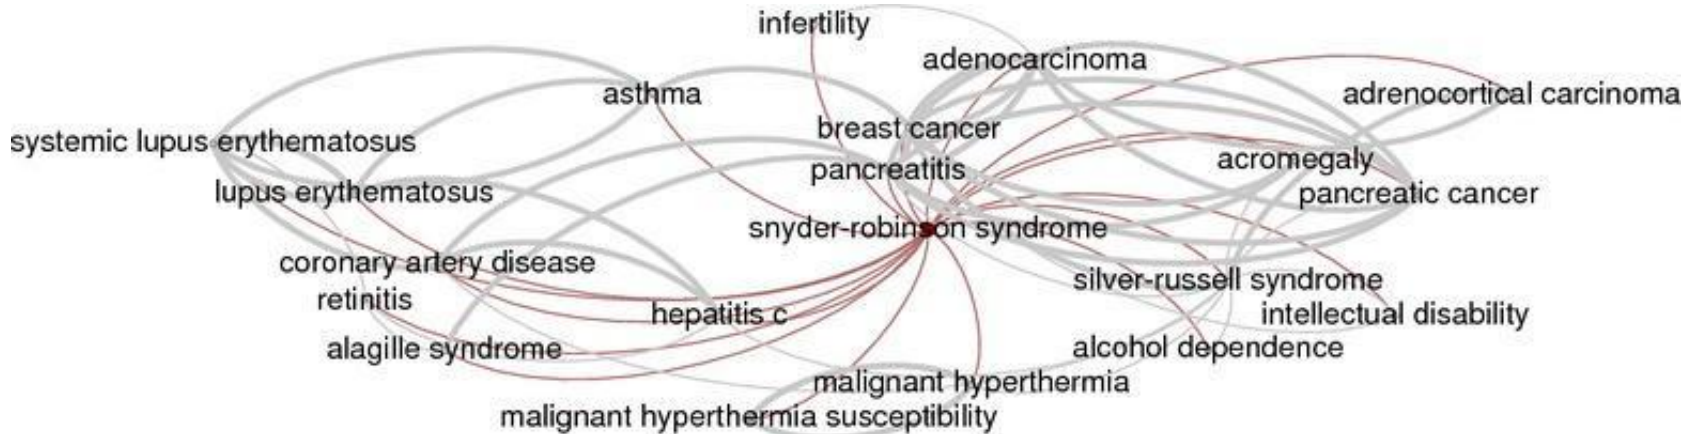 infertility
adenocarcinoma
asthma
adrenocortical carcinoma
breast cancer
systemic lupus erythematosus
acromegaly
pancreatitis
lupus erythematosus
pancreatic cancer
snyder-robinson syndrome
coronary artery disease
silver-russell syndrome
retinitis
hepatitis c
intellectual disability
alagille syndrome
alcohol dependence
malignant hyperthermia
malignant hyperthermia susceptibility